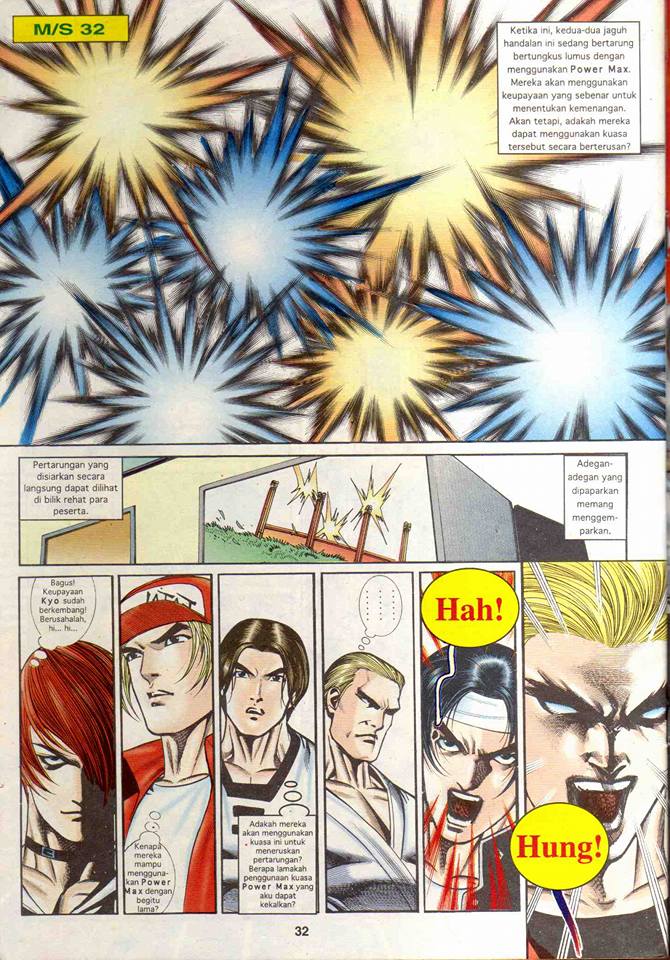 M/S 32
Ketika ini, kedua-dua jaguh
handalan ini sedang bertarung
bertungkus lumus dengan
menggunakan Power Max.
Mereka akan menggunakan
keupayaan yang sebenar untuk
menentukan kemenangan.
Akan tetapi, adakah mereka
dapat menggunakan kuasa
tersebut secara berterusan?
Pertarungan yang
disiarkan secara
langsung dapat dilihat
di bilik rehat para
peserta.
Adegan-
adegan yang
dipaparkan
memang
menggem-
parkan.
Bagus!
Keupayaan
Kyo sudah
berkembang!
Berusahalah,
hi... hi...
Kenapa
mereka
mampu
mengguna-
kan Power
Max dengan
begitu
lama?
Adakah mereka
akan menggunakan
kuasa ini untuk
meneruskan
pertarungan?
Berapa lamakah
penggunaan kuasa
Power Max yang
aku dapat
kekalkan?
......
......
Hah!
Hung!
32